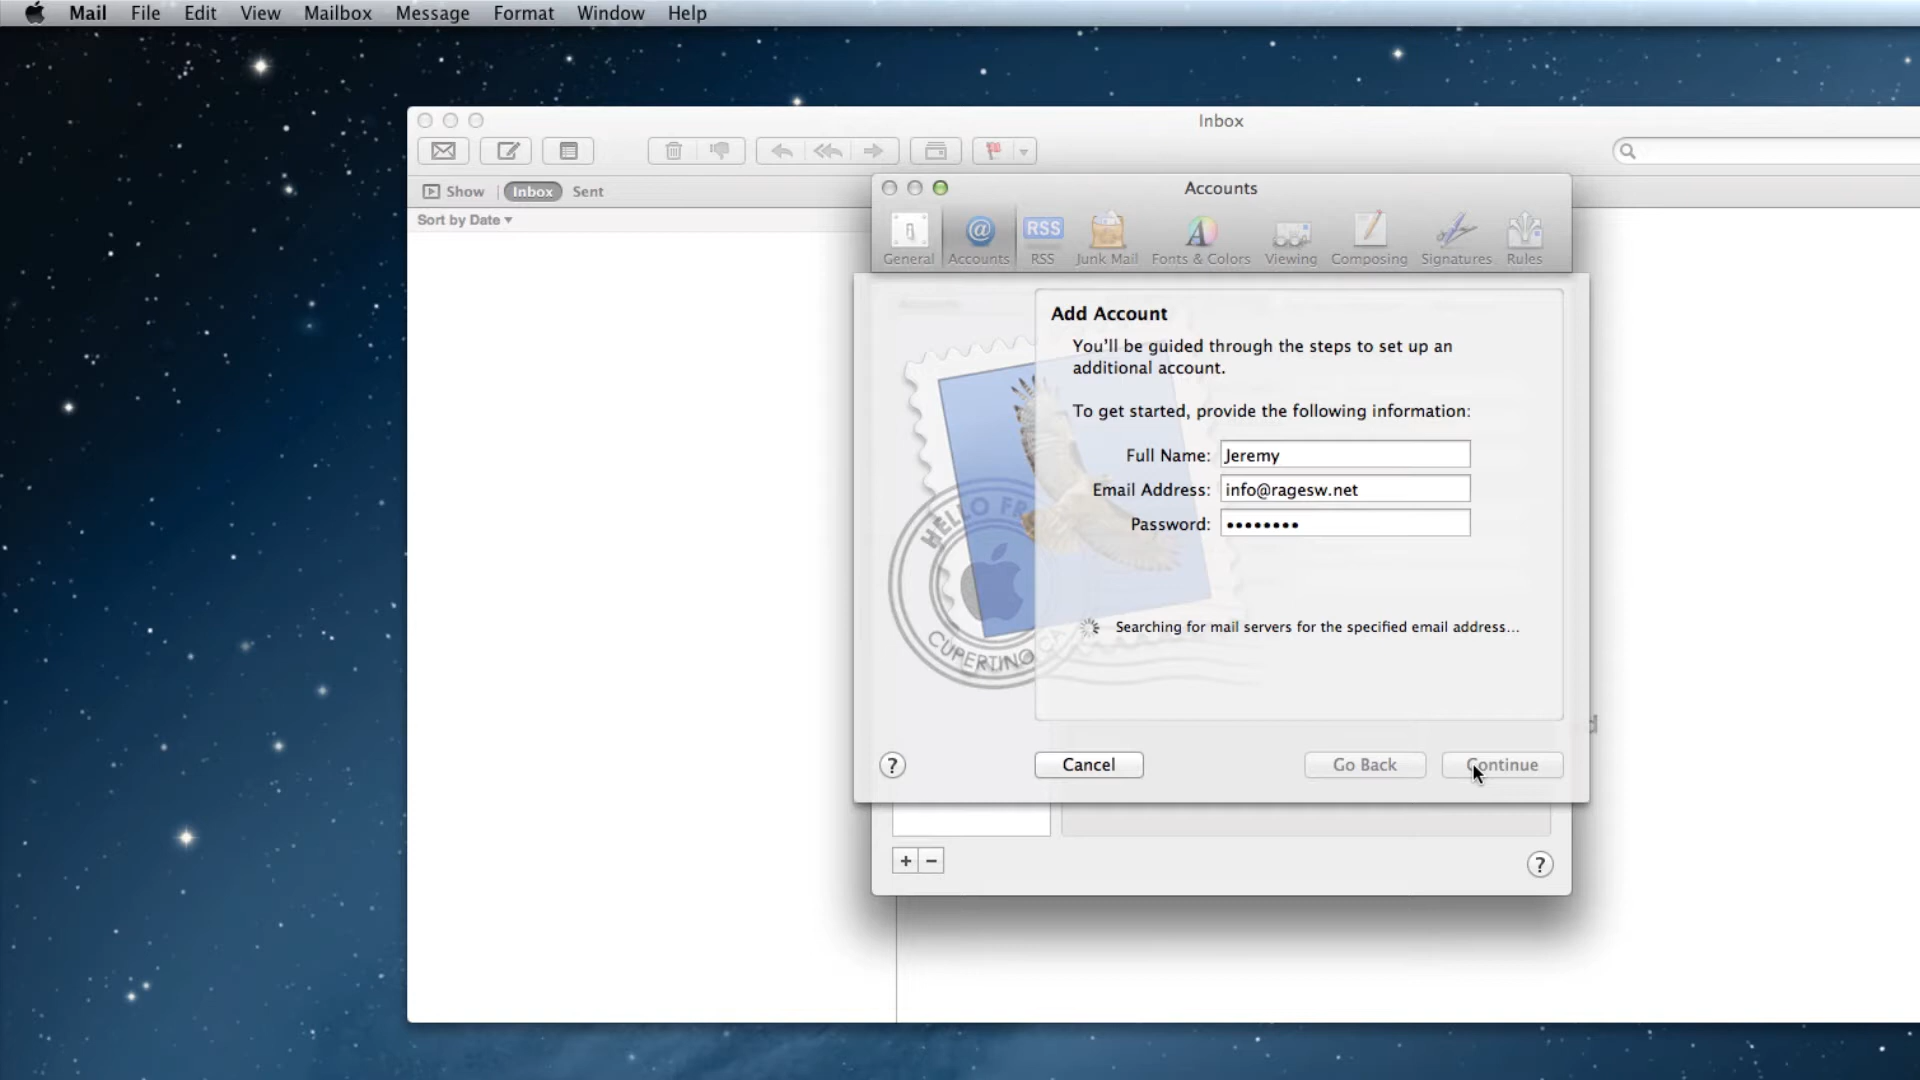 Mail File Edit View Mailbox Message Format Window Help
Inbox
Show Inbox Sent
Sort by Date
Accounts
RSS
General Accounts RSS Junk Mail Fonts & Colors Viewing Composing Signatures Rules
Add Account
You'll be guided through the steps to set up an
additional account.
To get started, provide the following information:
Full Name: Jeremy
Email Address: info@ragesw.net
Password: ••••••••
HELLO FR
CUPERTINO
Searching for mail servers for the specified email address...
? Cancel Go Back Continue
+ − ?